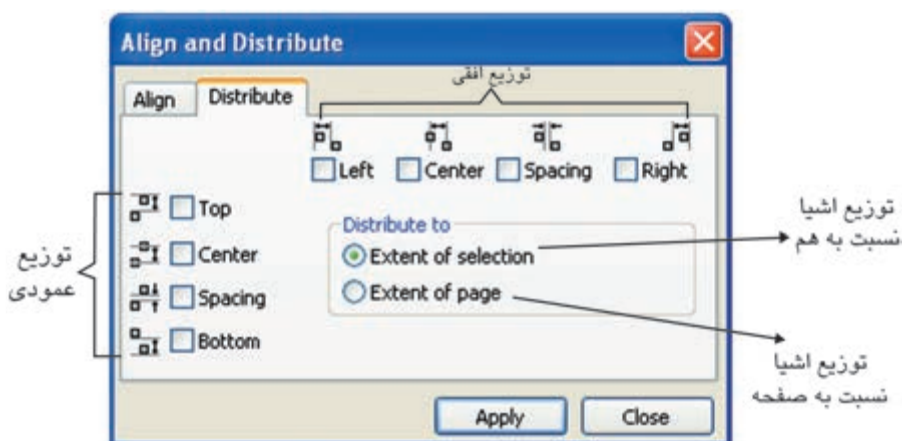 Align and Distribute
توزیع افقی
Align Distribute
Left Center Spacing Right
Top
Center
Spacing
Bottom
توزیع
عمودی
Distribute to
Extent of selection
Extent of page
توزیع اشیا
نسبت به هم
توزیع اشیا
نسبت به صفحه
Apply Close